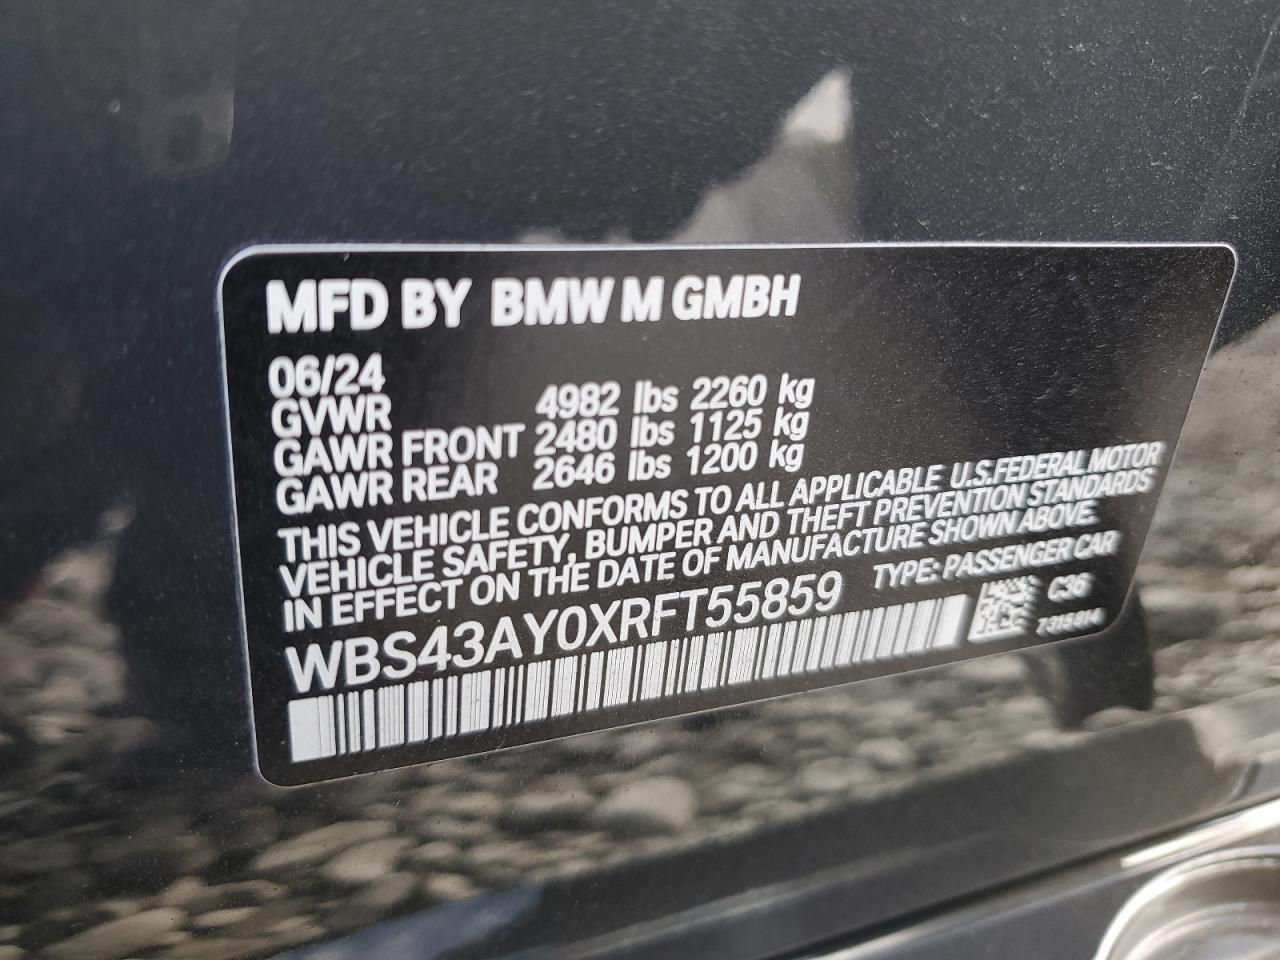 MFD BY BMW M GMBH
06/24
GVWR 4982 lbs 2260 kg
GAWR FRONT 2480 lbs 1125 kg
GAWR REAR 2646 lbs 1200 kg
THIS VEHICLE CONFORMS TO ALL APPLICABLE U.S.FEDERAL MOTOR
VEHICLE SAFETY, BUMPER AND THEFT PREVENTION STANDARDS
IN EFFECT ON THE DATE OF MANUFACTURE SHOWN ABOVE.
WBS43AY0XRFT55859 TYPE: PASSENGER CAR
C36